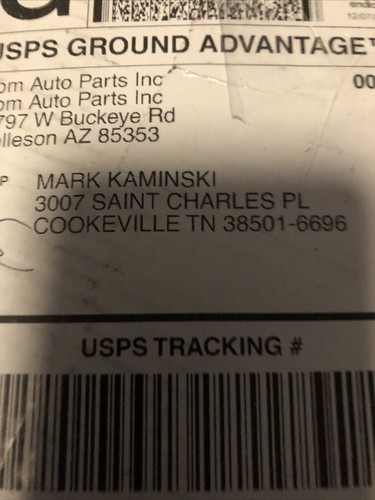 USPS GROUND ADVANTAGE™
om Auto Parts Inc
00
om Auto Parts Inc
797 W Buckeye Rd
lleson AZ 85353
P
MARK KAMINSKI
3007 SAINT CHARLES PL
COOKEVILLE TN 38501-6696
USPS TRACKING #